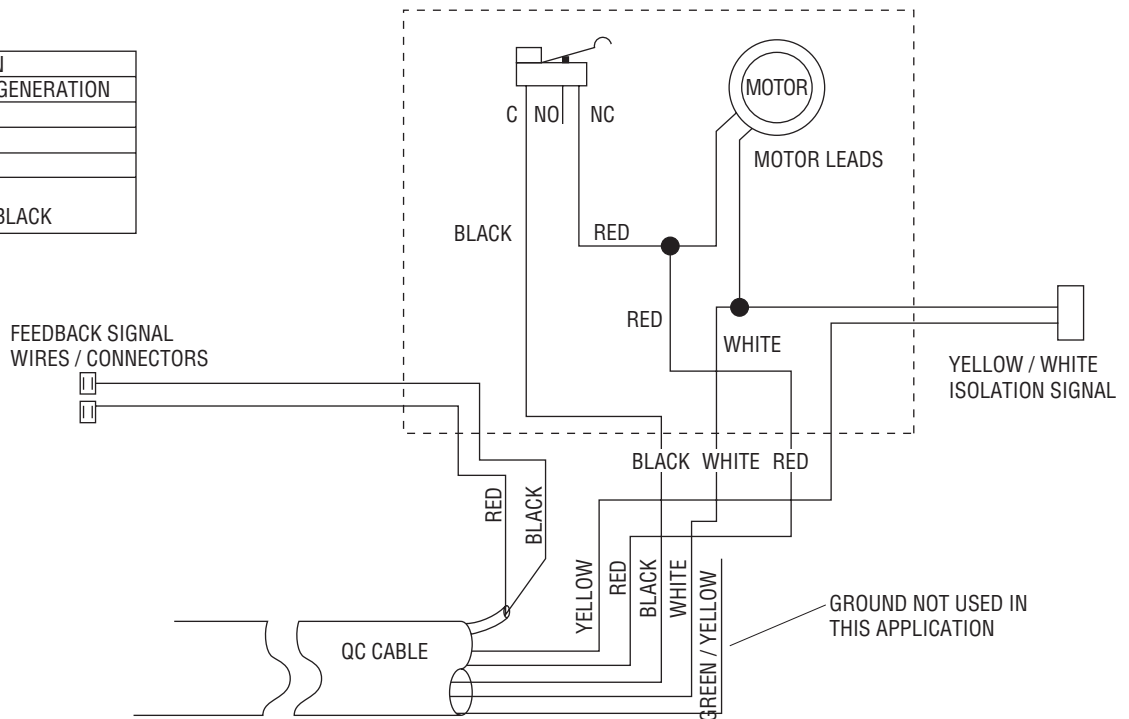 N
GENERATION
BLACK
C NO NC
MOTOR
MOTOR LEADS
BLACK
RED
RED
WHITE
FEEDBACK SIGNAL
WIRES / CONNECTORS
YELLOW / WHITE
ISOLATION SIGNAL
BLACK WHITE RED
RED
BLACK
YELLOW
RED
BLACK
WHITE
GREEN / YELLOW
GROUND NOT USED IN
THIS APPLICATION
QC CABLE